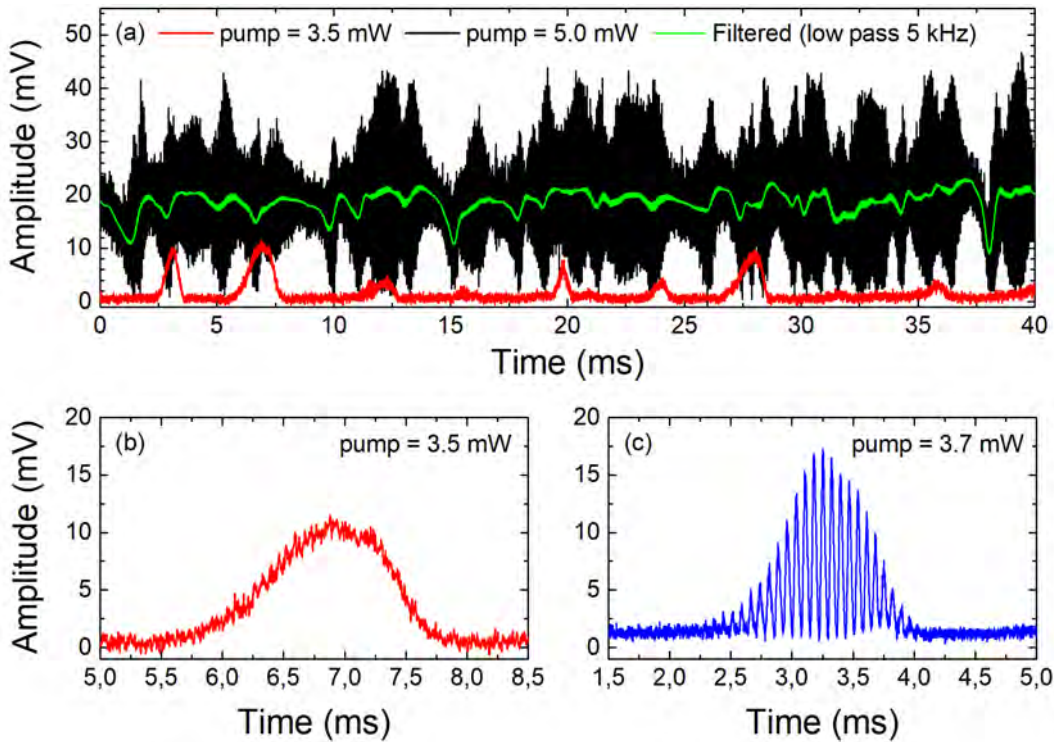 (a) pump = 3.5 mW pump = 5.0 mW Filtered (low pass 5 kHz)
Amplitude (mV)
50
40
30
20
10
0
0 5 10 15 20 25 30 35 40
Time (ms)
(b) pump = 3.5 mW
Amplitude (mV)
20
15
10
5
0
5,0 5,5 6,0 6,5 7,0 7,5 8,0 8,5
Time (ms)
(c) pump = 3.7 mW
20
15
10
5
0
1,5 2,0 2,5 3,0 3,5 4,0 4,5 5,0
Time (ms)